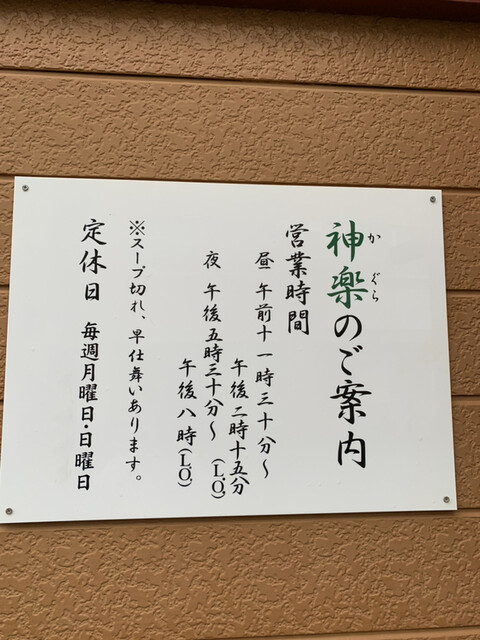 神楽のご案内
かぐら
営業時間
昼 午前十一時三十分〜
午後二時十五分(L.O.)
夜 午後五時三十分〜
午後八時(L.O.)
※スープ切れ、早仕舞いあります。
定休日 毎週月曜日・日曜日